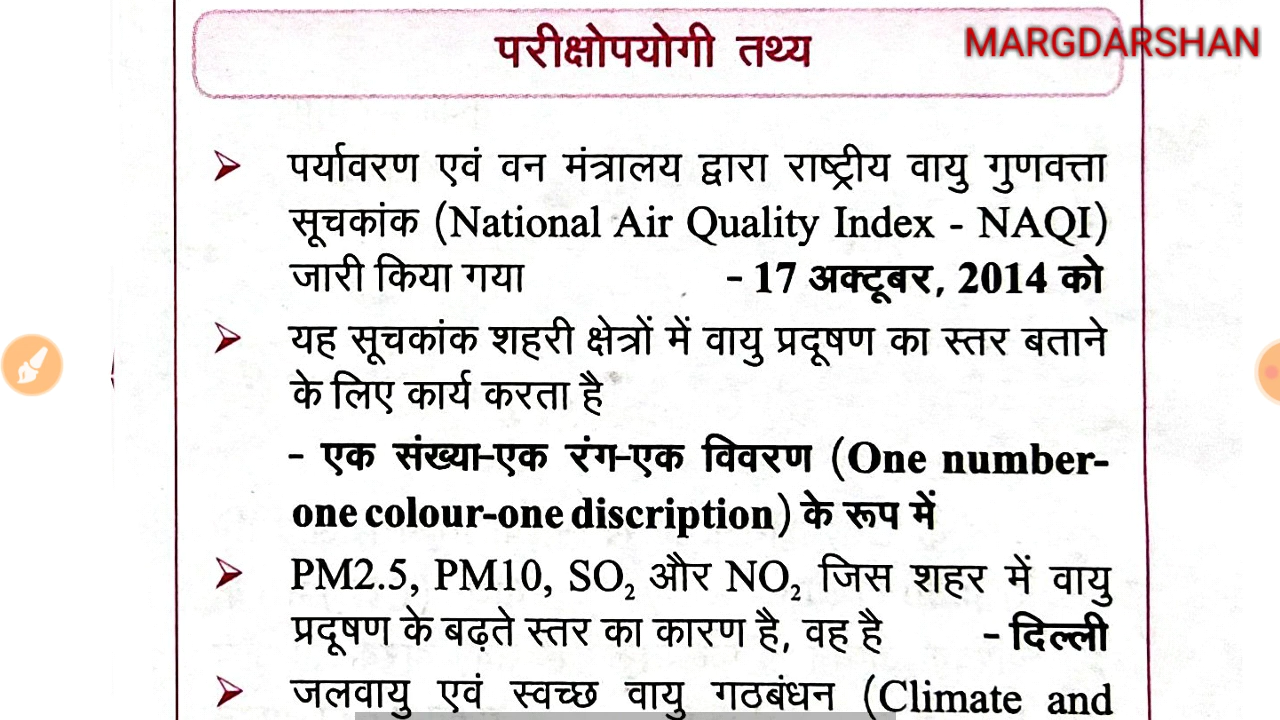 परीक्षोपयोगी तथ्य
MARGDARSHAN
➢ पर्यावरण एवं वन मंत्रालय द्वारा राष्ट्रीय वायु गुणवत्ता
सूचकांक (National Air Quality Index - NAQI)
जारी किया गया - 17 अक्टूबर, 2014 को
➢ यह सूचकांक शहरी क्षेत्रों में वायु प्रदूषण का स्तर बताने
के लिए कार्य करता है
- एक संख्या-एक रंग-एक विवरण (One number-
one colour-one discription) के रूप में
➢ PM2.5, PM10, SO₂ और NO₂ जिस शहर में वायु
प्रदूषण के बढ़ते स्तर का कारण है, वह है - दिल्ली
➢ जलवायु एवं स्वच्छ वायु गठबंधन (Climate and